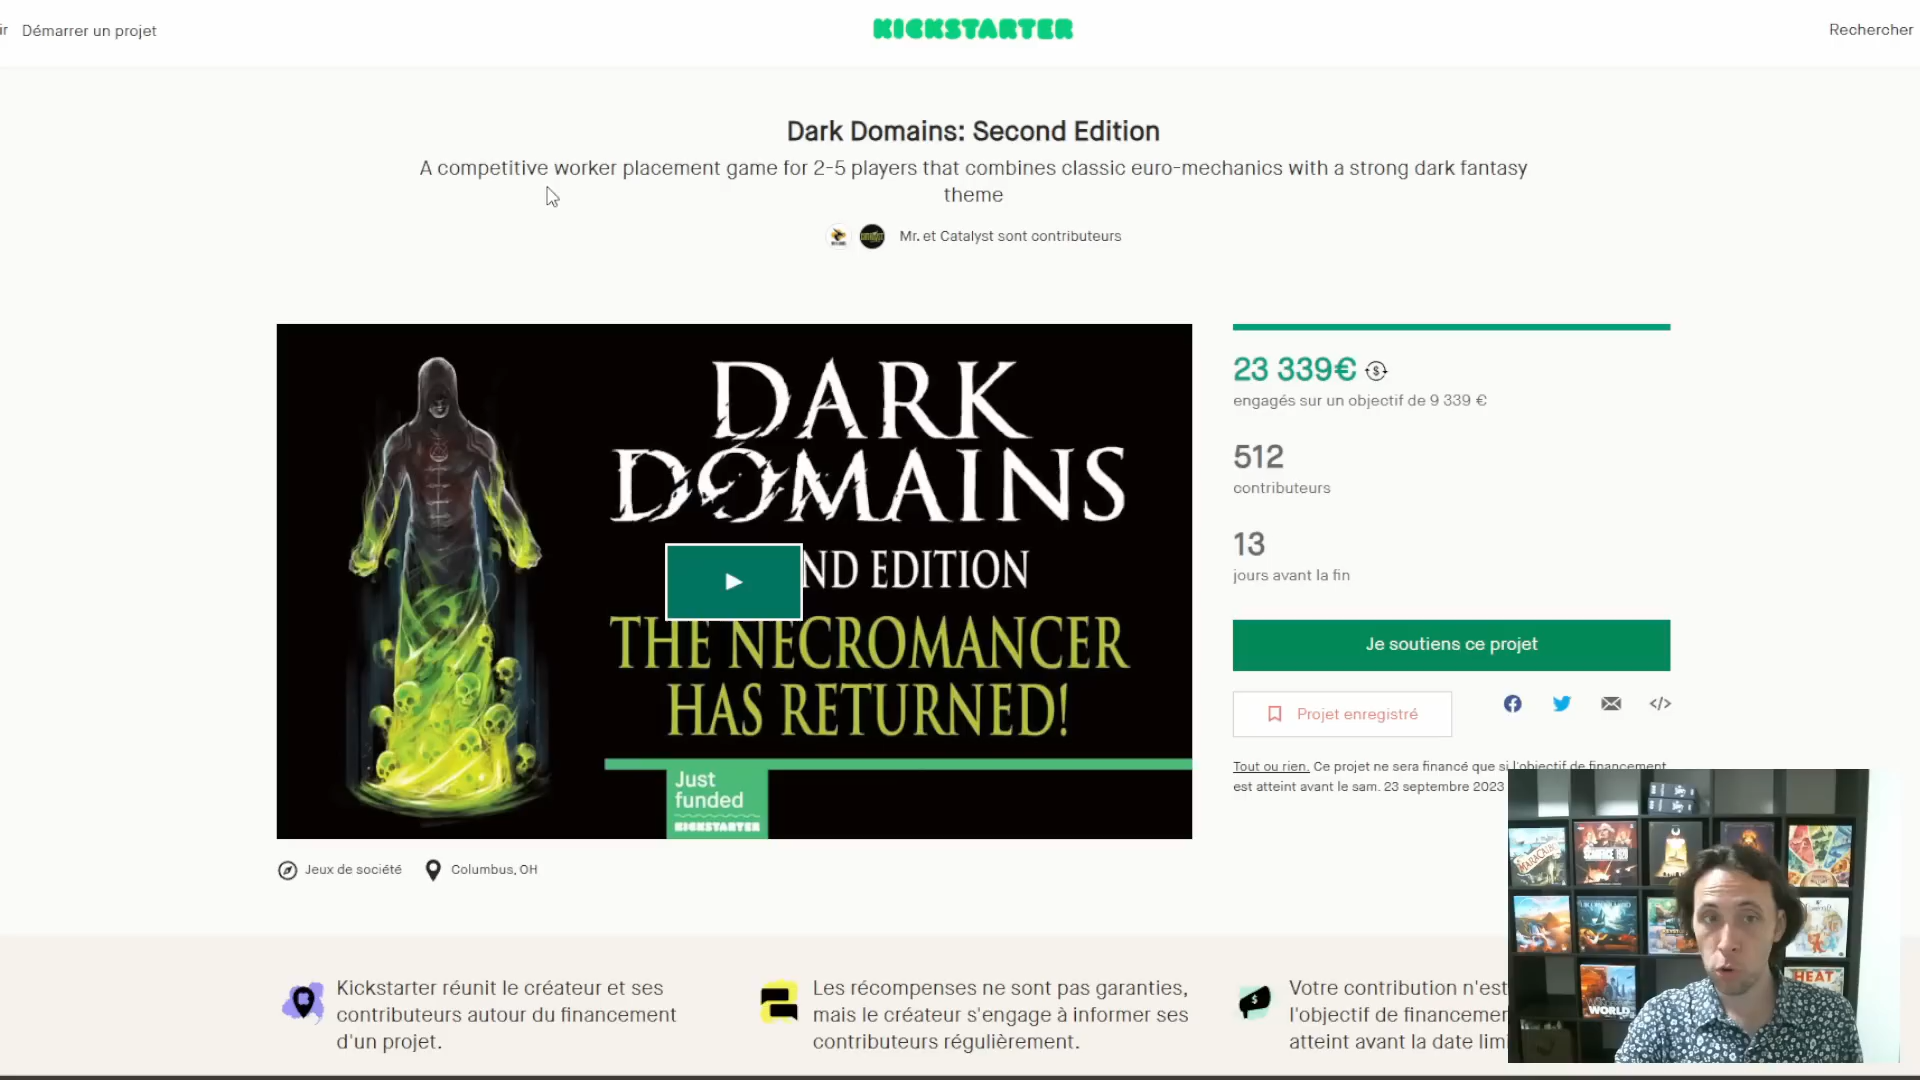 ir Démarrer un projet
KICKSTARTER
Rechercher
Dark Domains: Second Edition
A competitive worker placement game for 2-5 players that combines classic euro-mechanics with a strong dark fantasy
theme
Mr. et Catalyst sont contributeurs
DARK
DOMAINS
ND EDITION
THE NECROMANCER
HAS RETURNED!
Just
funded
KICKSTARTER
23 339€
engagés sur un objectif de 9 339 €
512
contributeurs
13
jours avant la fin
Je soutiens ce projet
Projet enregistré
</>
Tout ou rien. Ce projet ne sera financé que si l'objectif de financement
est atteint avant le sam. 23 septembre 2023
Jeux de société
Columbus, OH
Kickstarter réunit le créateur et ses
contributeurs autour du financement
d'un projet.
Les récompenses ne sont pas garanties,
mais le créateur s'engage à informer ses
contributeurs régulièrement.
Votre contribution n'est
l'objectif de financemer
atteint avant la date limi
MARACAIBO
HEAT
WORLD